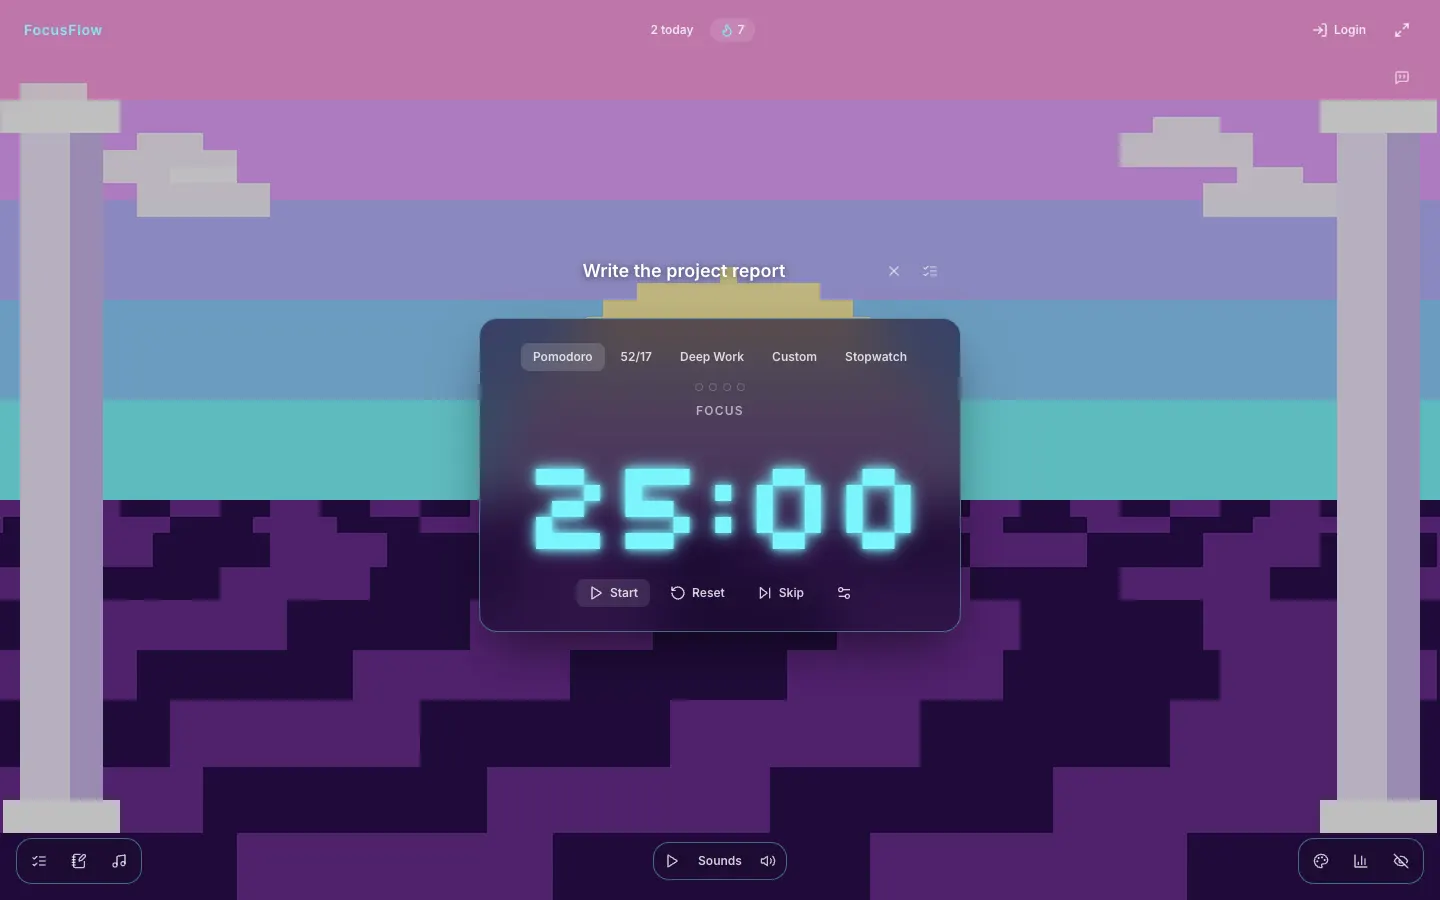 FocusFlow
2 today
7
Login
Write the project report
Pomodoro
52/17
Deep Work
Custom
Stopwatch
FOCUS
25:00
Start
Reset
Skip
Sounds